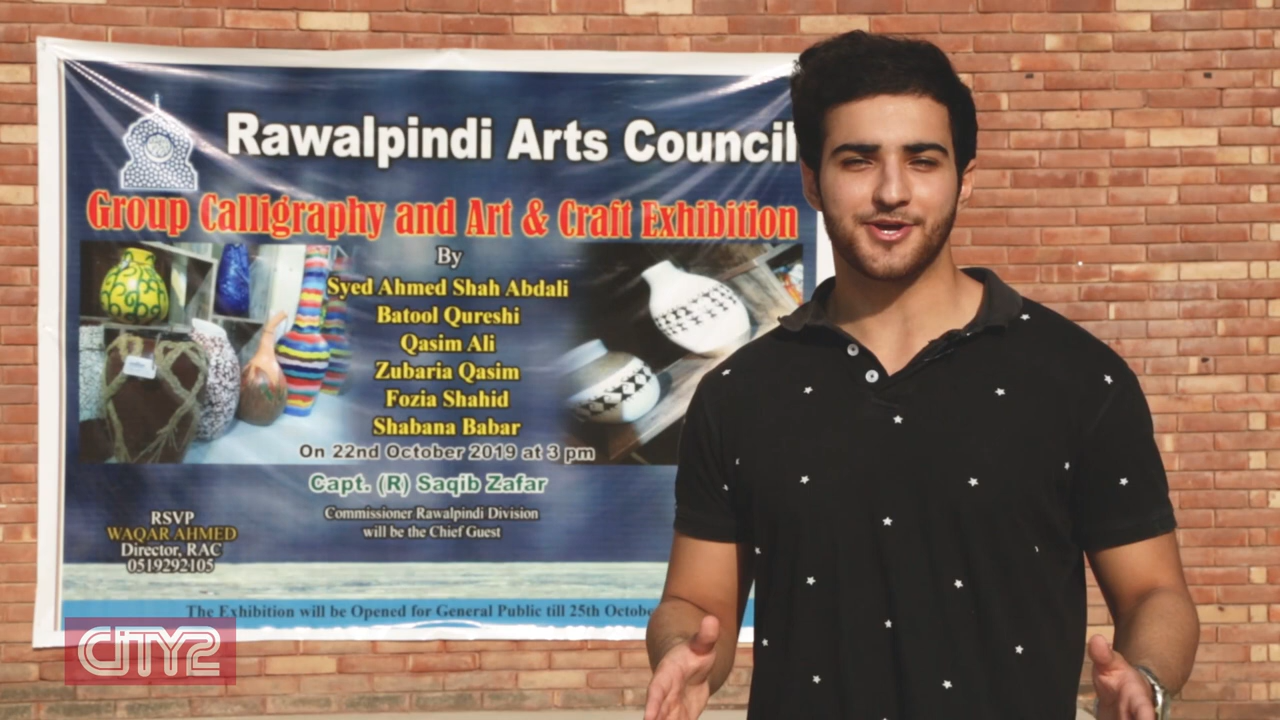 Rawalpindi Arts Council
Group Calligraphy and Art & Craft Exhibition
By
Syed Ahmed Shah Abdali
Batool Qureshi
Qasim Ali
Zubaria Qasim
Fozia Shahid
Shabana Babar
On 22nd October 2019 at 3 pm
Capt. (R) Saqib Zafar
Commissioner Rawalpindi Division
will be the Chief Guest
RSVP
WAQAR AHMED
Director, RAC
0519292105
The Exhibition will be Opened for General Public till 25th Octobe
CITY2